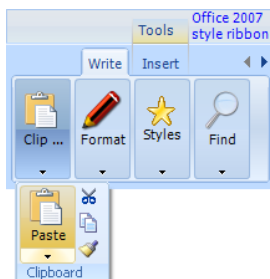 Office 2007
Tools style ribbon
Write Insert
Clip ... Format Styles Find
Paste
Clipboard